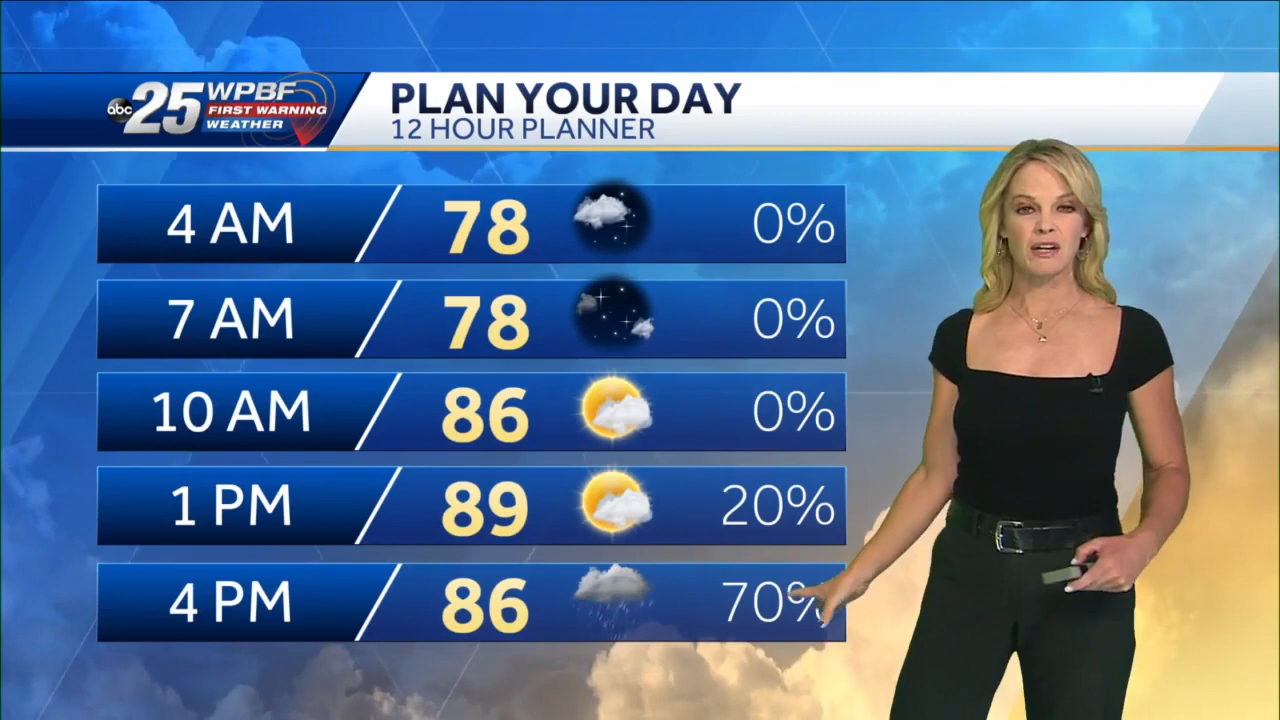 abc 25 WPBF
FIRST WARNING
WEATHER
PLAN YOUR DAY
12 HOUR PLANNER
4 AM 78 0%
7 AM 78 0%
10 AM 86 0%
1 PM 89 20%
4 PM 86 70%